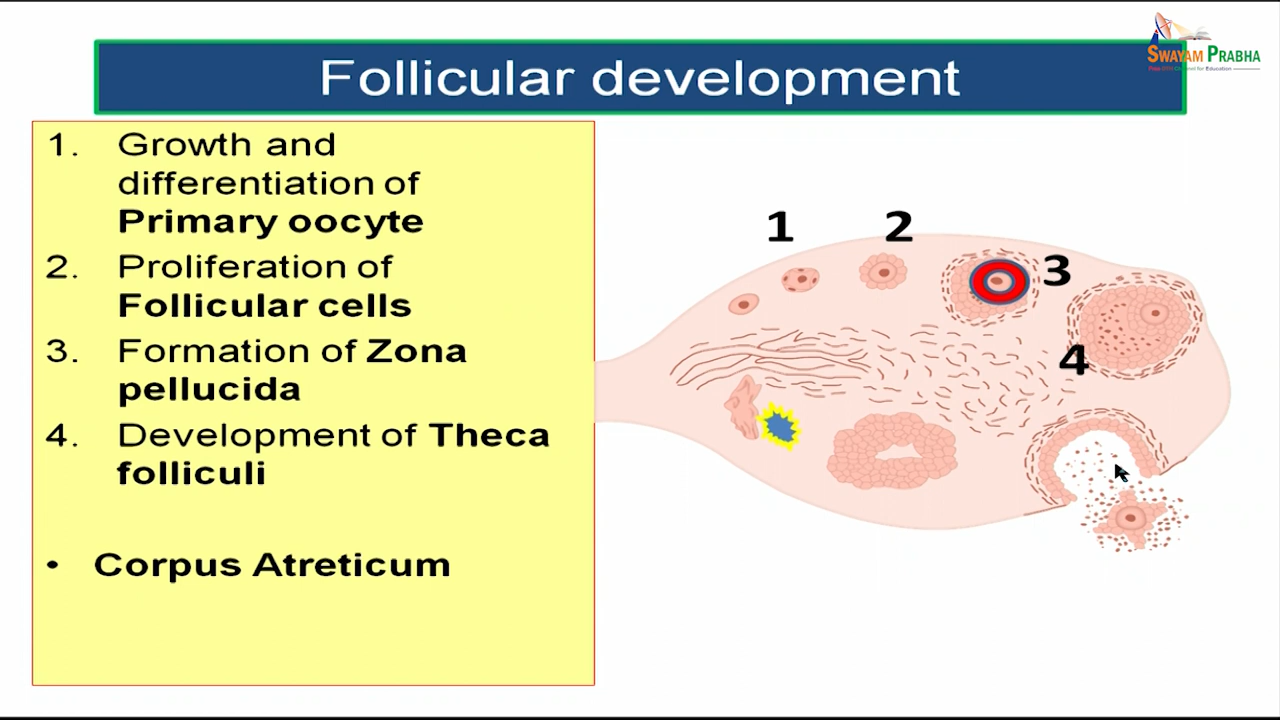 SWAYAM PRABHA
Follicular development
1. Growth and
differentiation of
Primary oocyte
2. Proliferation of
Follicular cells
3. Formation of Zona
pellucida
4. Development of Theca
folliculi
• Corpus Atreticum
1
2
3
4